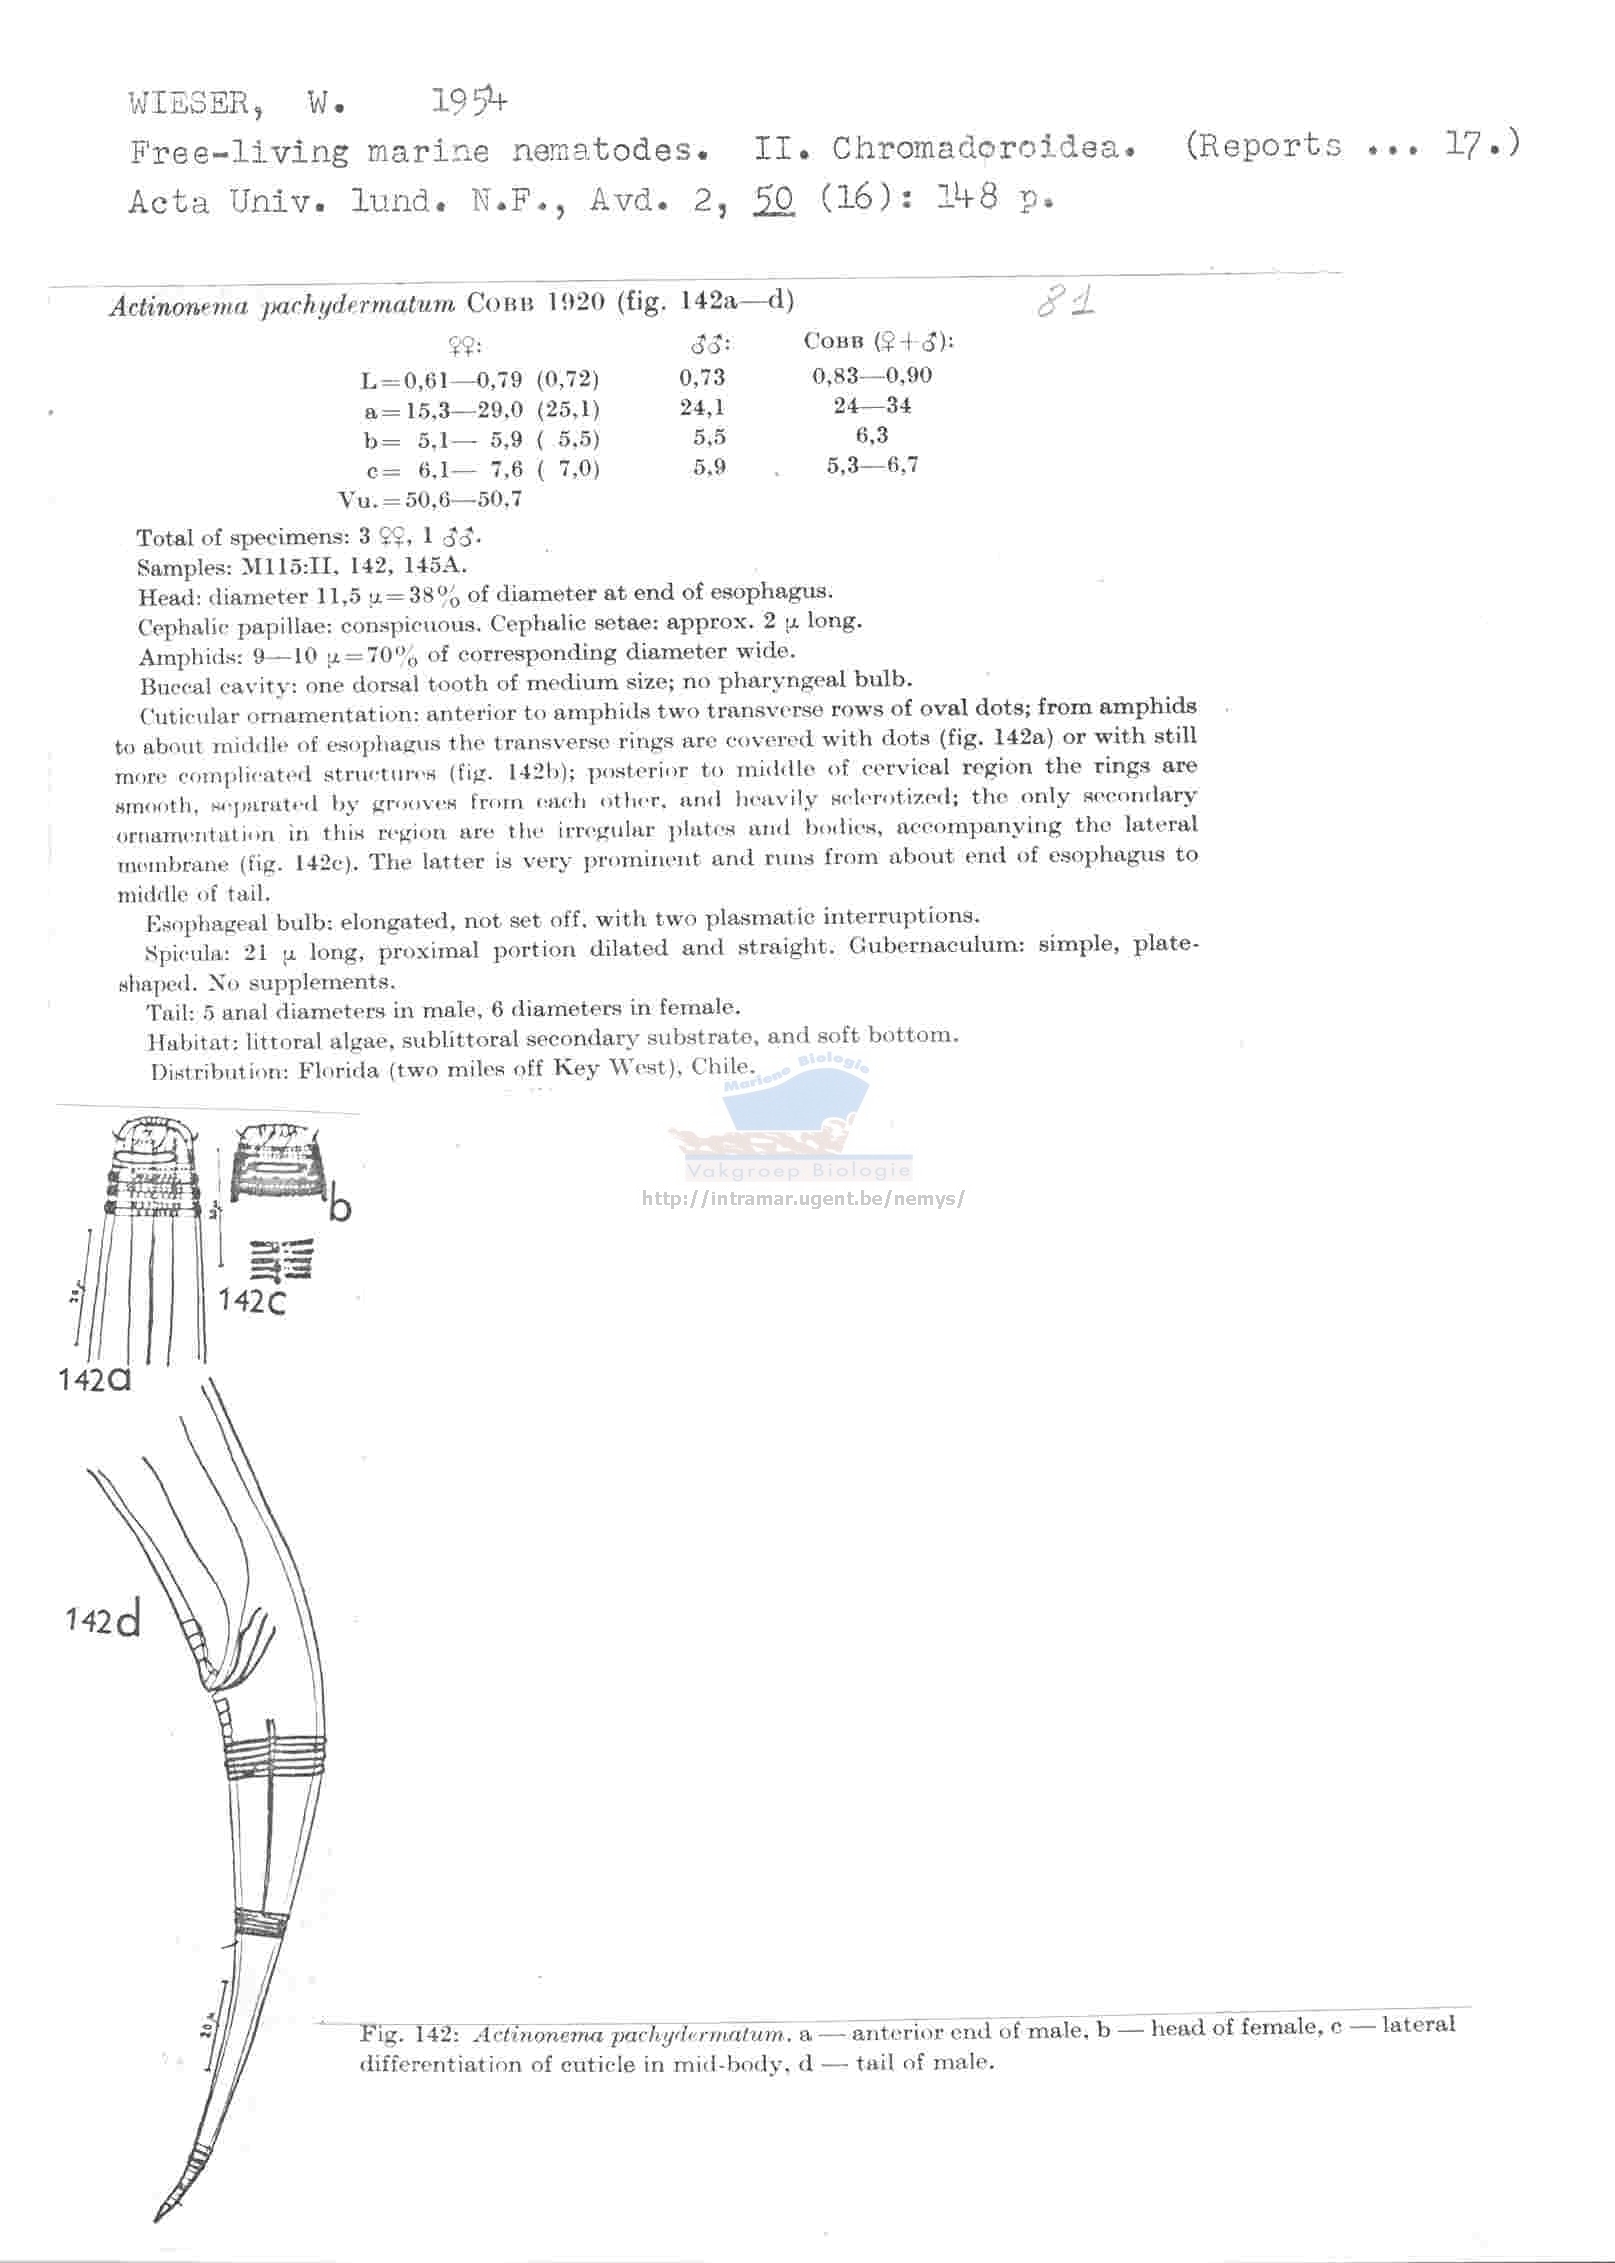 WIESER, W. 1954
Free-living marine nematodes. II. Chromadoroidea. (Reports ... 17.)
Acta Univ. lund. N.F., Avd. 2, 50 (16): 148 p.
Actinonema pachydermatum COBB 1920 (fig. 142a—d) 81
♀♀: ♂♂: COBB (♀+♂):
L=0,61—0,79 (0,72) 0,73 0,83—0,90
a=15,3—29,0 (25,1) 24,1 24—34
b= 5,1— 5,9 ( 5,5) 5,5 6,3
c= 6,1— 7,6 ( 7,0) 5,9 5,3—6,7
Vu.=50,6—50,7
Total of specimens: 3 ♀♀, 1 ♂♂.
Samples: M115:II, 142, 145A.
Head: diameter 11,5 μ=38% of diameter at end of esophagus.
Cephalic papillae: conspicuous. Cephalic setae: approx. 2 μ long.
Amphids: 9—10 μ=70% of corresponding diameter wide.
Buccal cavity: one dorsal tooth of medium size; no pharyngeal bulb.
Cuticular ornamentation: anterior to amphids two transverse rows of oval dots; from amphids
to about middle of esophagus the transverse rings are covered with dots (fig. 142a) or with still
more complicated structures (fig. 142b); posterior to middle of cervical region the rings are
smooth, separated by grooves from each other, and heavily sclerotized; the only secondary
ornamentation in this region are the irregular plates and bodies, accompanying the lateral
membrane (fig. 142c). The latter is very prominent and runs from about end of esophagus to
middle of tail.
Esophageal bulb: elongated, not set off, with two plasmatic interruptions.
Spicula: 21 μ long, proximal portion dilated and straight. Gubernaculum: simple, plate-
shaped. No supplements.
Tail: 5 anal diameters in male, 6 diameters in female.
Habitat: littoral algae, sublittoral secondary substrate, and soft bottom.
Distribution: Florida (two miles off Key West), Chile.
Mariene Biologie
Vakgroep Biologie
http://intramar.ugent.be/nemys/
b
142c
142a
142d
20μ
Fig. 142: Actinonema pachydermatum, a — anterior end of male, b — head of female, c — lateral
differentiation of cuticle in mid-body, d — tail of male.